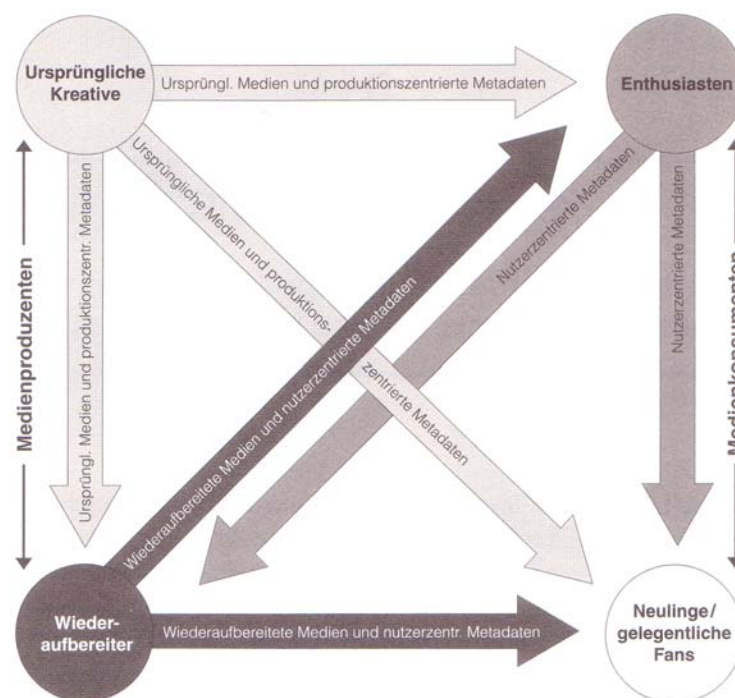 Ursprüngliche
Kreative
Ursprüngl. Medien und produktionszentrierte Metadaten
Enthusiasten
Ursprüngl. Medien und produktionszentr. Metadaten
Ursprüngliche Medien und produktions-
zentrierte Metadaten
Wiederaufbereitete Medien und nutzerzentrierte Metadaten
Nutzerzentrierte Metadaten
Nutzerzentrierte Metadaten
Medienproduzenten
Medienkonsumenten
Wieder-
aufbereiter
Wiederaufbereitete Medien und nutzerzentr. Metadaten
Neulinge/
gelegentliche
Fans